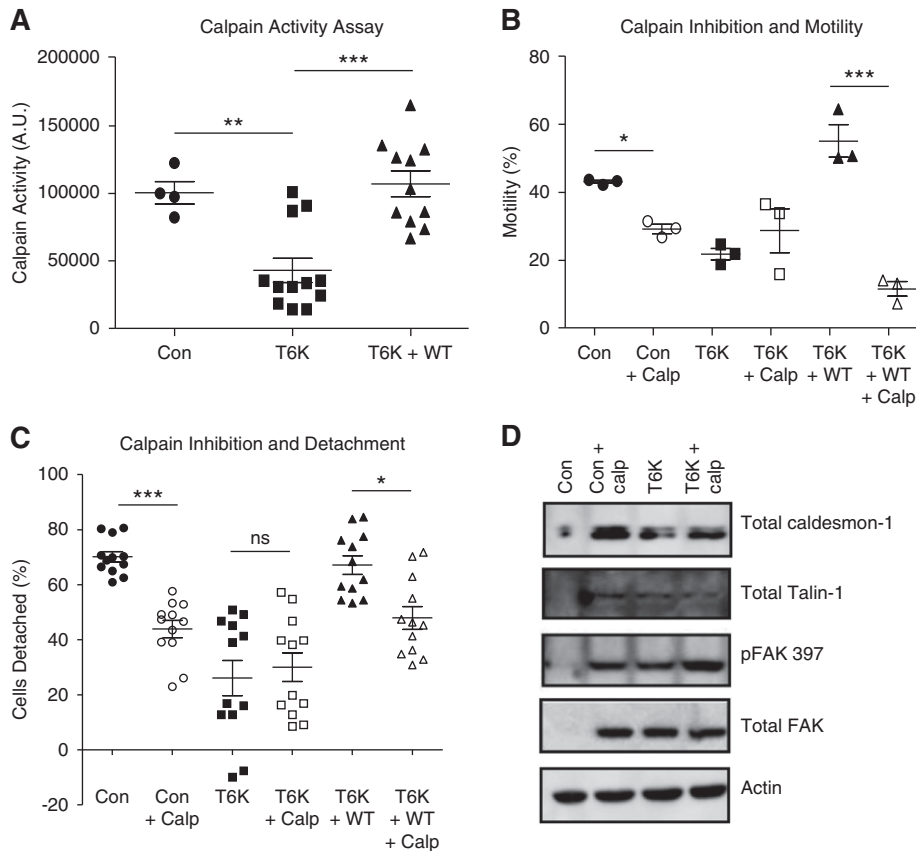 A
Calpain Activity Assay
Calpain Activity (A.U.)
200000
150000
100000
50000
0
**
***
Con
T6K
T6K + WT
B
Calpain Inhibition and Motility
Motility (%)
80
60
40
20
0
*
***
Con
Con
+ Calp
T6K
T6K
+ Calp
T6K
+ WT
T6K
+ WT
+ Calp
C
Calpain Inhibition and Detachment
Cells Detached (%)
100
80
60
40
20
0
-20
***
ns
*
Con
Con
+ Calp
T6K
T6K
+ Calp
T6K
+ WT
T6K
+ WT
+ Calp
D
Con
Con +
calp
T6K
T6K +
calp
Total caldesmon-1
Total Talin-1
pFAK 397
Total FAK
Actin